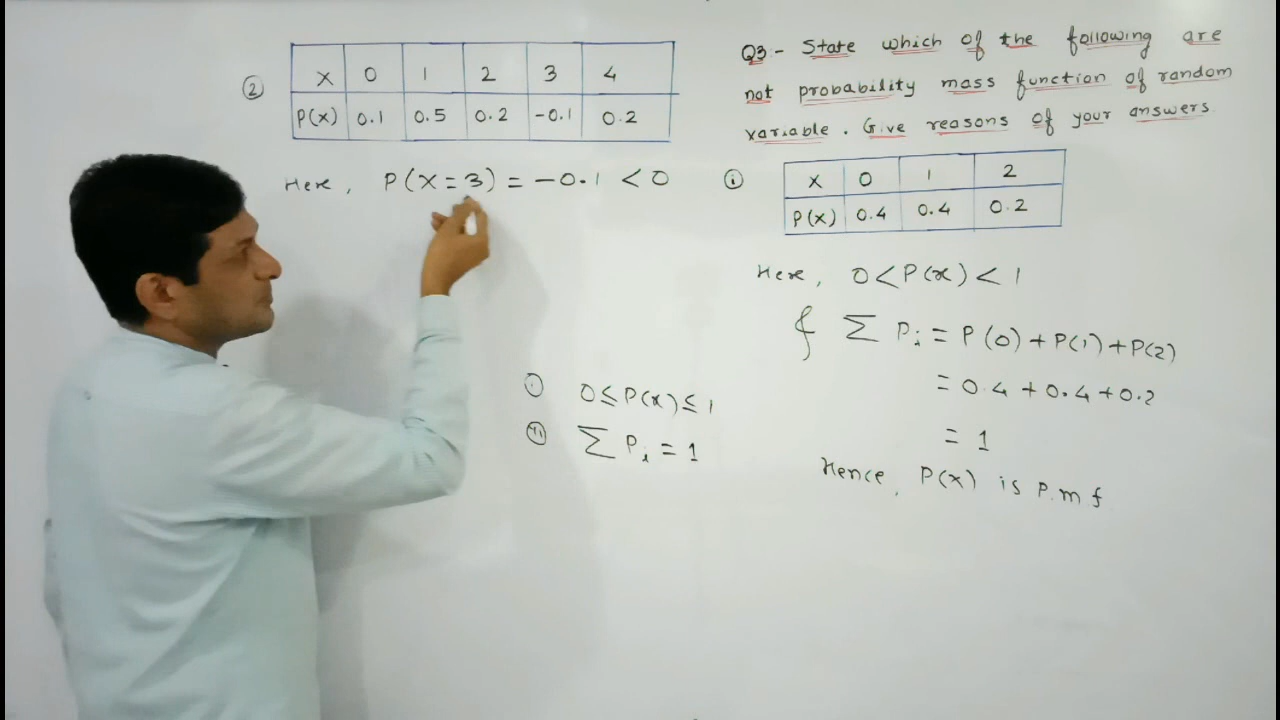 Q3:- State which of the following are
not probability mass function of random
variable. Give reasons of your answers.
① X 0 1 2
P(X) 0.4 0.4 0.2
Here, 0<P(x)<1
& ∑ Pi = P(0)+P(1)+P(2)
= 0.4+0.4+0.2
= 1
Hence, P(X) is P.m.f
② X 0 1 2 3 4
P(X) 0.1 0.5 0.2 -0.1 0.2
Here, P(X=3) = -0.1 < 0
① 0≤P(x)≤1
ⓘⓘ ∑ Pi = 1